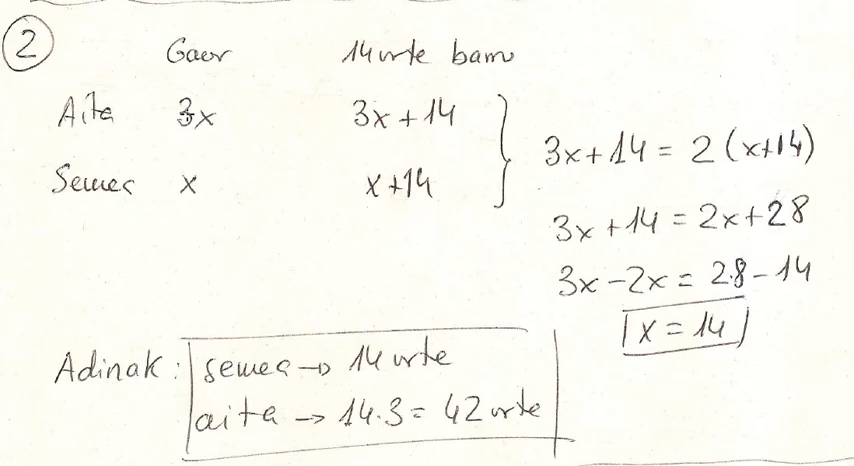 2
Gaur 14 urte barru
Aita 3x 3x + 14
Semea x x + 14
3x + 14 = 2 (x+14)
3x + 14 = 2x + 28
3x - 2x = 28 - 14
x = 14
Adinak: semea → 14 urte
aita → 14·3 = 42 urte